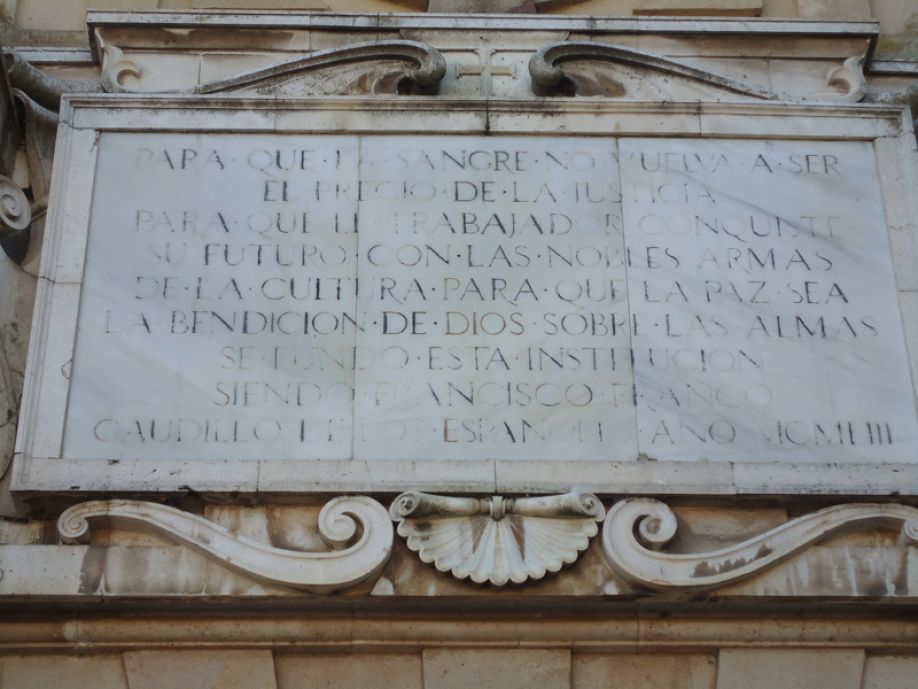 PARA·QUE·LA·SANGRE·NO·VUELVA·A·SER
EL·PRECIO·DE·LA·JUSTICIA
PARA·QUE·EL·TRABAJADOR·CONQUISTE
SU·FUTURO·CON·LAS·NOBLES·ARMAS
DE·LA·CULTURA·PARA·QUE·LA·PAZ·SEA
LA·BENDICION·DE·DIOS·SOBRE·LAS·ALMAS
SE·FUNDO·ESTA·INSTITUCION
SIENDO·FRANCISCO·FRANCO
CAUDILLO·DE·LOS·ESPAÑOLES·ANO·MCMLIII